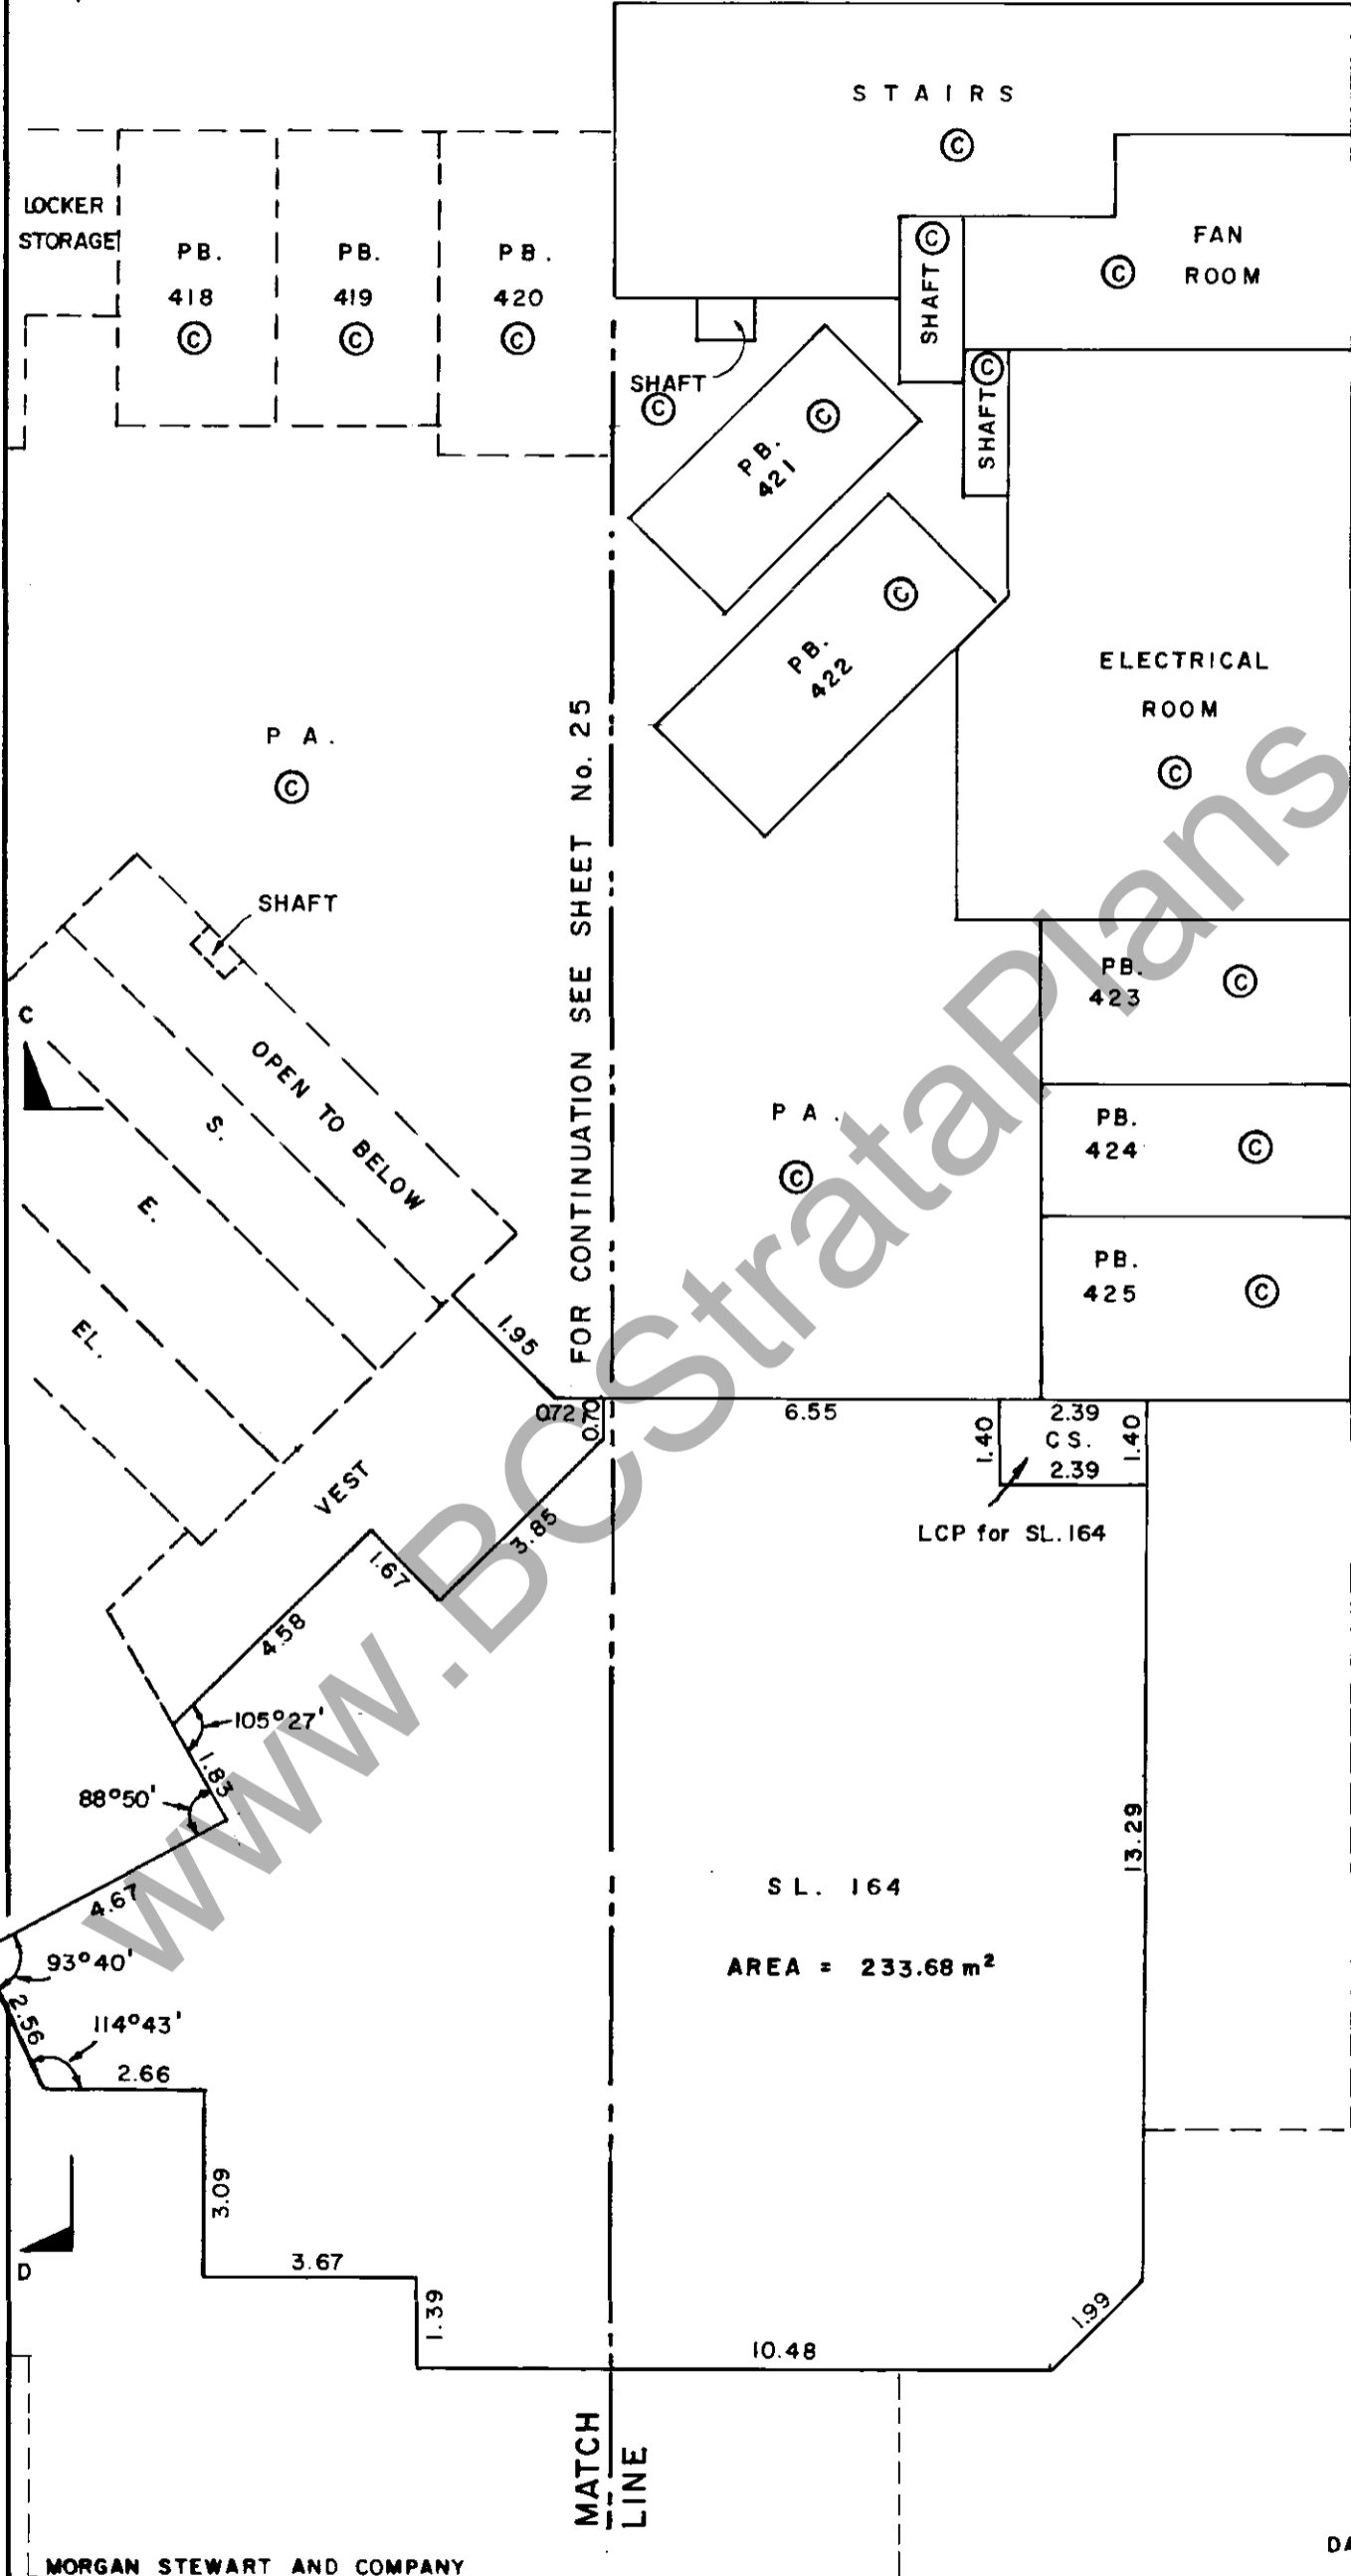 STAIRS
C
LOCKER
STORAGE
PB.
418
C
PB.
419
C
PB.
420
C
C
SHAFT
FAN
ROOM
C
SHAFT
C
C
SHAFT
PB.
421
C
PB.
422
C
ELECTRICAL
ROOM
C
P A.
C
SHAFT
C
OPEN TO BELOW
S.
E.
EL.
FOR CONTINUATION SEE SHEET No. 25
P A.
C
PB.
423
C
PB.
424
C
PB.
425
C
1.95
0.72
0.70
6.55
1.40
2.39
CS.
2.39
1.40
LCP for SL.164
VEST
3.85
1.67
4.58
105°27'
1.83
88°50'
4.67
93°40'
2.56
114°43'
2.66
3.09
D
3.67
1.39
10.48
1.99
13.29
SL. 164
AREA = 233.68 m²
MATCH
LINE
MORGAN STEWART AND COMPANY
DA
www.BCStrataPlans